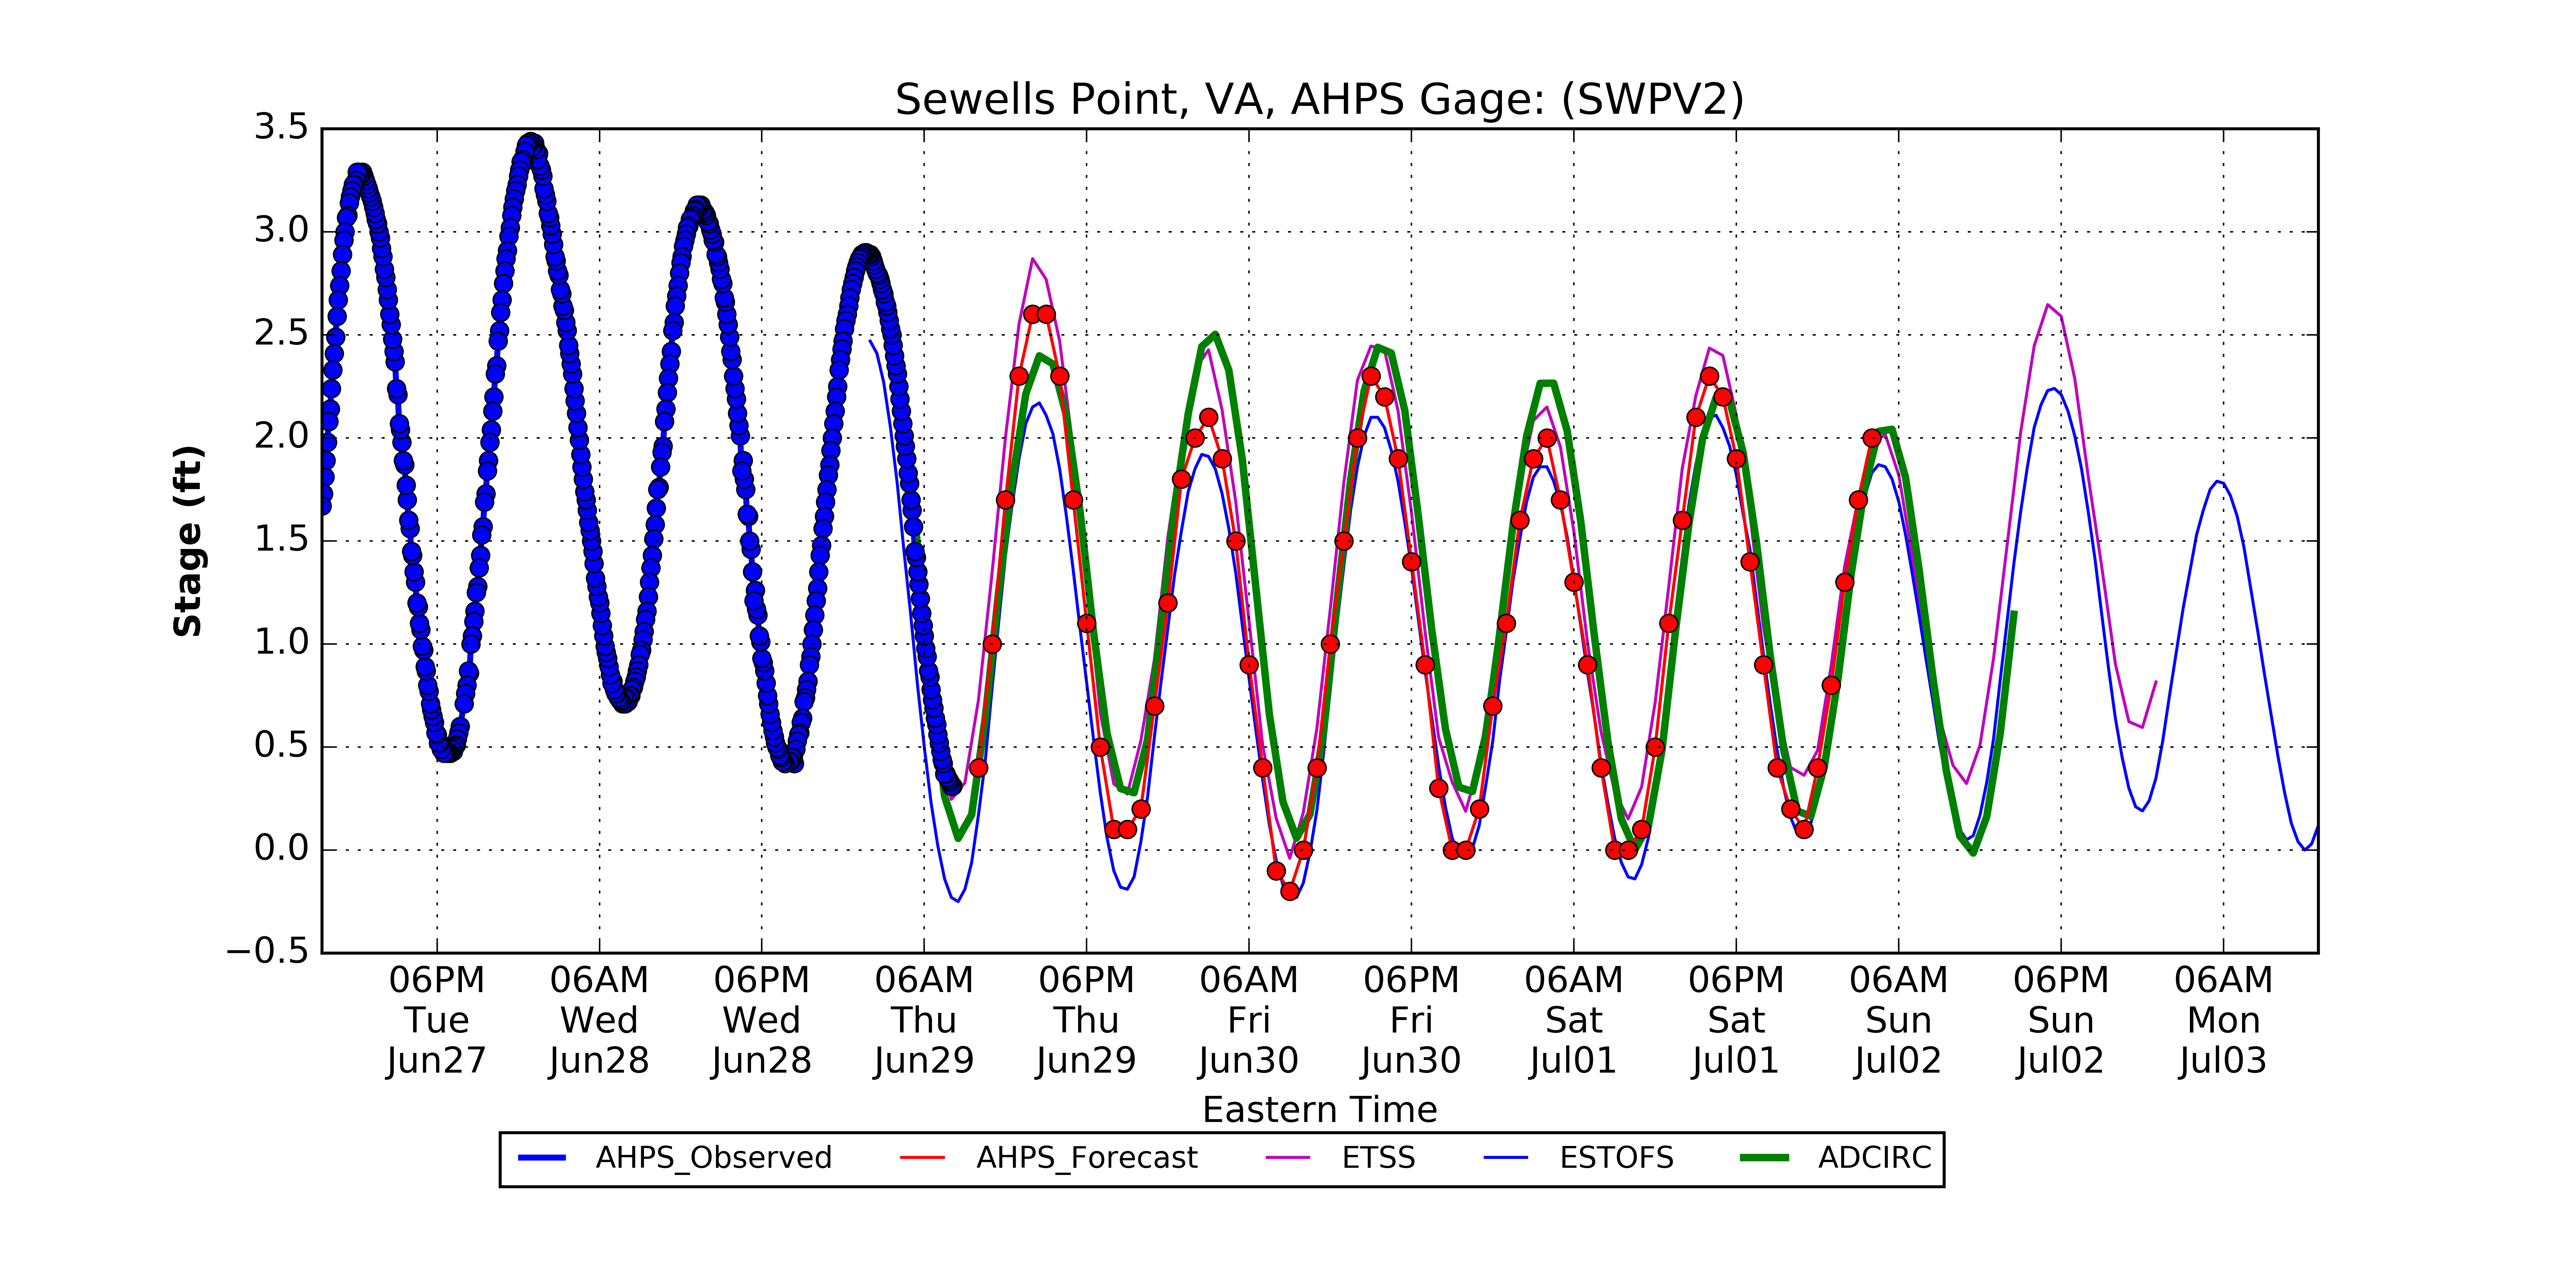 Sewells Point, VA, AHPS Gage: (SWPV2)
3.5
3.0
2.5
2.0
1.5
1.0
0.5
0.0
−0.5
Stage (ft)
06PM 06AM 06PM 06AM 06PM 06AM 06PM 06AM 06PM 06AM 06PM 06AM
Tue Wed Wed Thu Thu Fri Fri Sat Sat Sun Sun Mon
Jun27 Jun28 Jun28 Jun29 Jun29 Jun30 Jun30 Jul01 Jul01 Jul02 Jul02 Jul03
Eastern Time
AHPS_Observed AHPS_Forecast ETSS ESTOFS ADCIRC